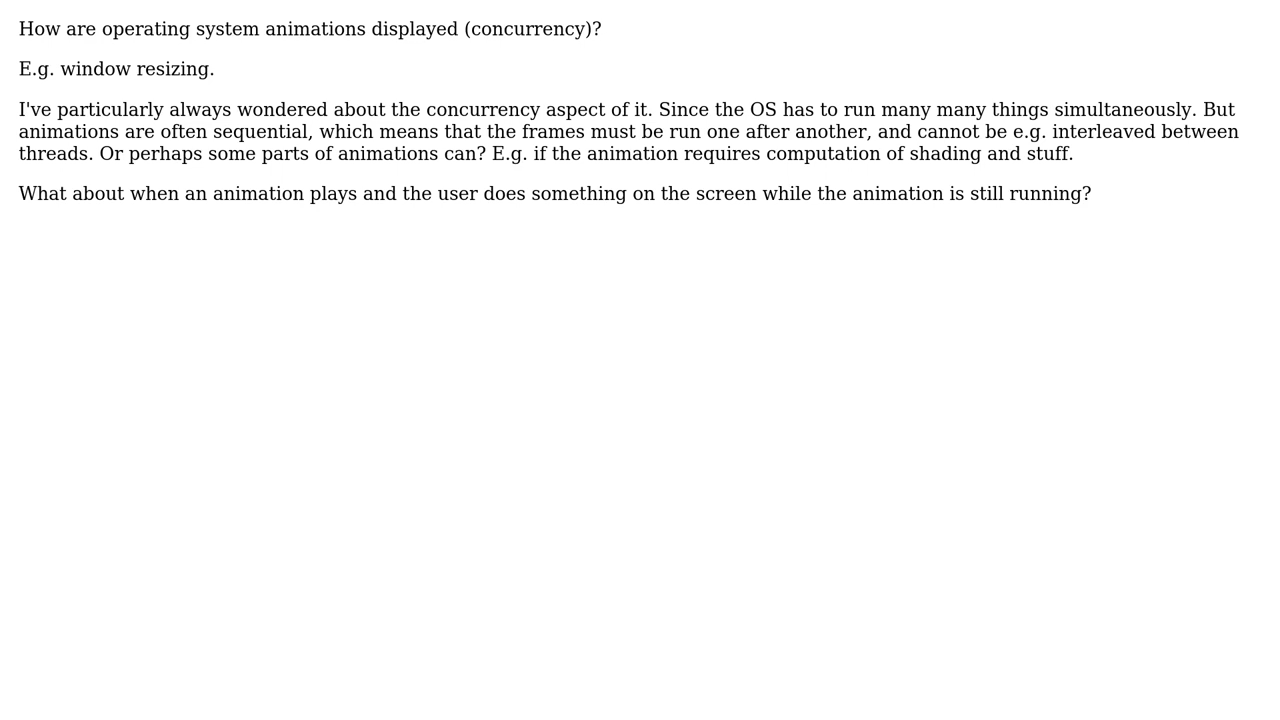 How are operating system animations displayed (concurrency)?
E.g. window resizing.
I've particularly always wondered about the concurrency aspect of it. Since the OS has to run many many things simultaneously. But
animations are often sequential, which means that the frames must be run one after another, and cannot be e.g. interleaved between
threads. Or perhaps some parts of animations can? E.g. if the animation requires computation of shading and stuff.
What about when an animation plays and the user does something on the screen while the animation is still running?